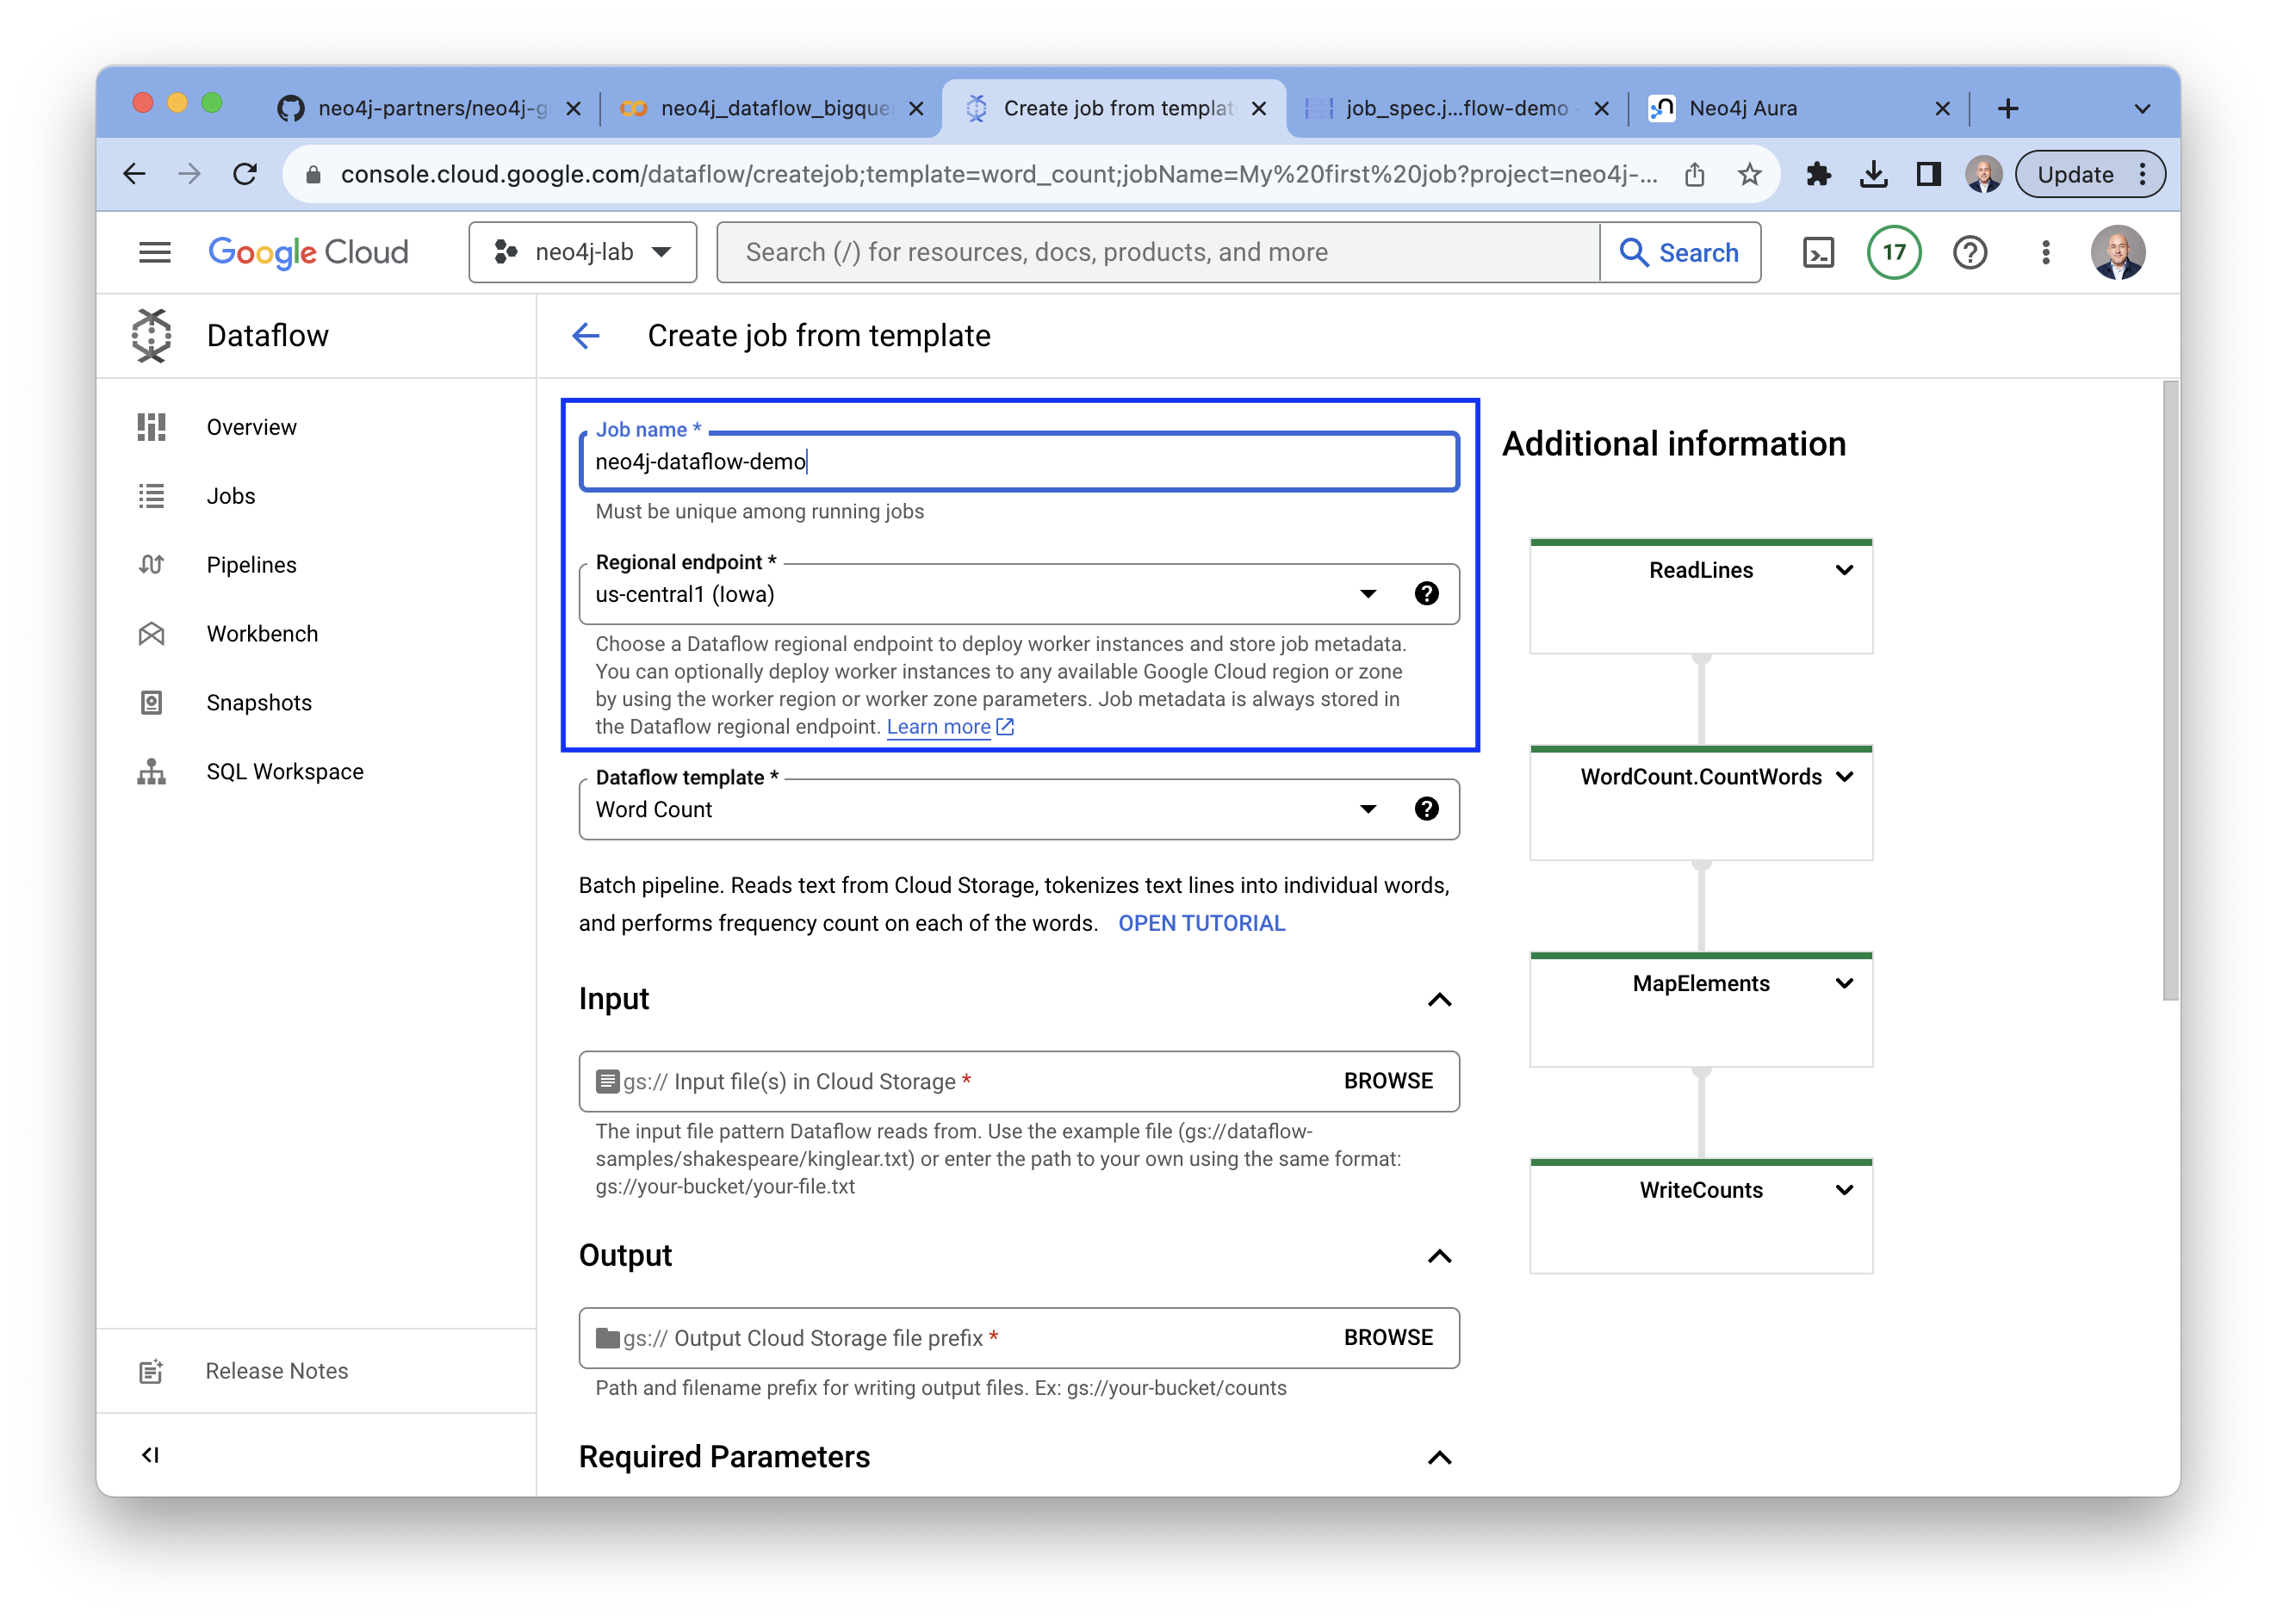 neo4j-partners/neo4j-g
neo4j_dataflow_bigque
Create job from templat
job_spec.j...flow-demo -
Neo4j Aura
console.cloud.google.com/dataflow/createjob;template=word_count;jobName=My%20first%20job?project=neo4j-...
Update
Google Cloud
neo4j-lab
Search (/) for resources, docs, products, and more
Search
17
Dataflow
Create job from template
Overview
Jobs
Pipelines
Workbench
Snapshots
SQL Workspace
Release Notes
Job name *
neo4j-dataflow-demo
Must be unique among running jobs
Regional endpoint *
us-central1 (Iowa)
Choose a Dataflow regional endpoint to deploy worker instances and store job metadata.
You can optionally deploy worker instances to any available Google Cloud region or zone
by using the worker region or worker zone parameters. Job metadata is always stored in
the Dataflow regional endpoint. Learn more
Dataflow template *
Word Count
Batch pipeline. Reads text from Cloud Storage, tokenizes text lines into individual words,
and performs frequency count on each of the words. OPEN TUTORIAL
Input
gs:// Input file(s) in Cloud Storage *
BROWSE
The input file pattern Dataflow reads from. Use the example file (gs://dataflow-
samples/shakespeare/kinglear.txt) or enter the path to your own using the same format:
gs://your-bucket/your-file.txt
Output
gs:// Output Cloud Storage file prefix *
BROWSE
Path and filename prefix for writing output files. Ex: gs://your-bucket/counts
Required Parameters
Additional information
ReadLines
WordCount.CountWords
MapElements
WriteCounts